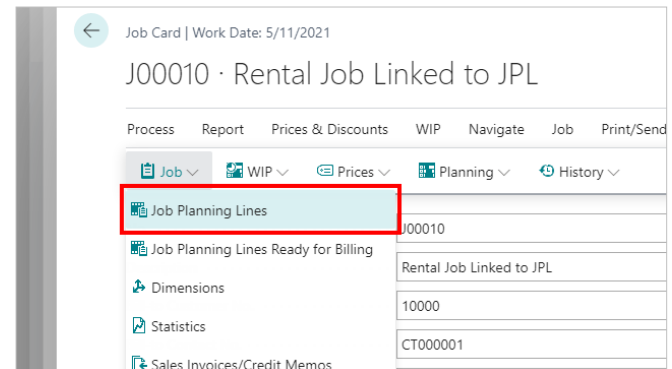 Job Card | Work Date: 5/11/2021
J00010 · Rental Job Linked to JPL
Process Report Prices & Discounts WIP Navigate Job Print/Send
Job WIP Prices Planning History
Job Planning Lines
J00010
Job Planning Lines Ready for Billing
Rental Job Linked to JPL
Dimensions
10000
Statistics
CT000001
Sales Invoices/Credit Memos